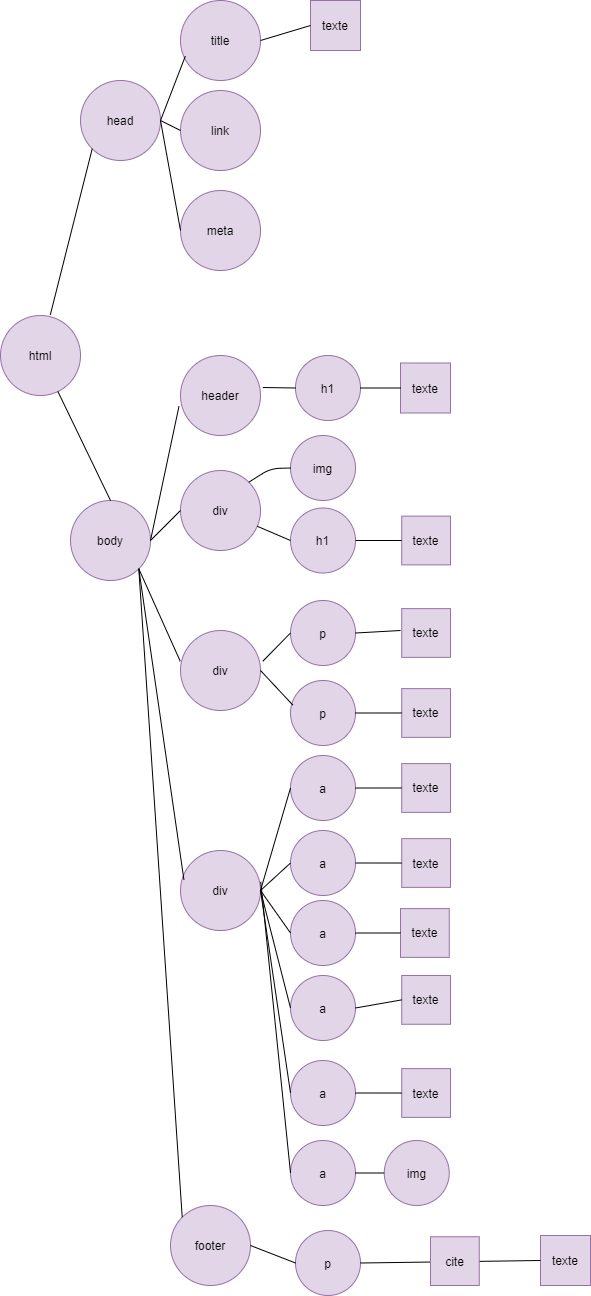 title
texte
head
link
meta
html
header
h1
texte
img
div
h1
texte
body
p
texte
div
p
texte
a
texte
a
texte
div
a
texte
a
texte
a
texte
a
img
footer
p
cite
texte